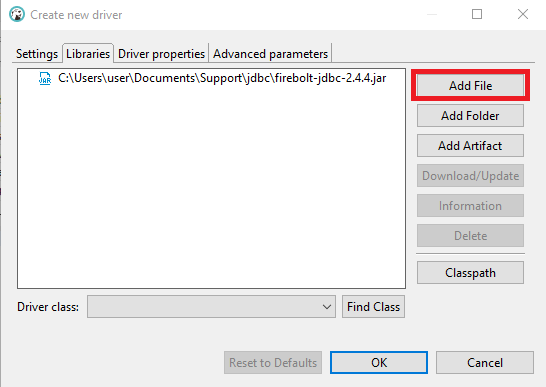 Create new driver
Settings Libraries Driver properties Advanced parameters
JAR C:\Users\user\Documents\Support\jdbc\firebolt-jdbc-2.4.4.jar
Add File
Add Folder
Add Artifact
Download/Update
Information
Delete
Classpath
Driver class: Find Class
Reset to Defaults OK Cancel